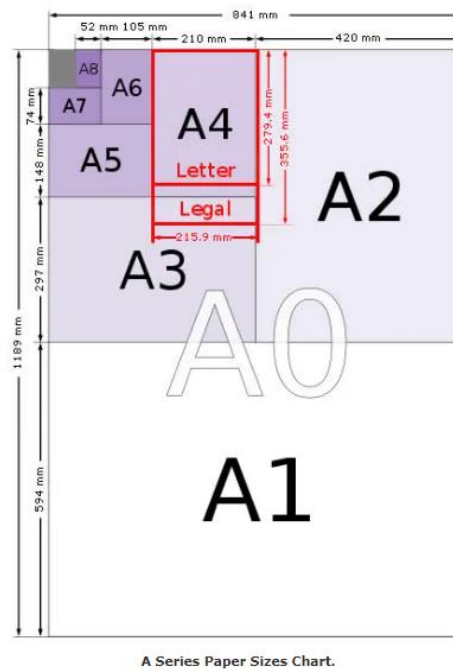 841 mm
52 mm 105 mm
210 mm
420 mm
A8
A7
A6
A5
A4
Letter
Legal
215.9 mm
279.4 mm
355.6 mm
74 mm
148 mm
297 mm
1189 mm
594 mm
A2
A3
A0
A1
A Series Paper Sizes Chart.